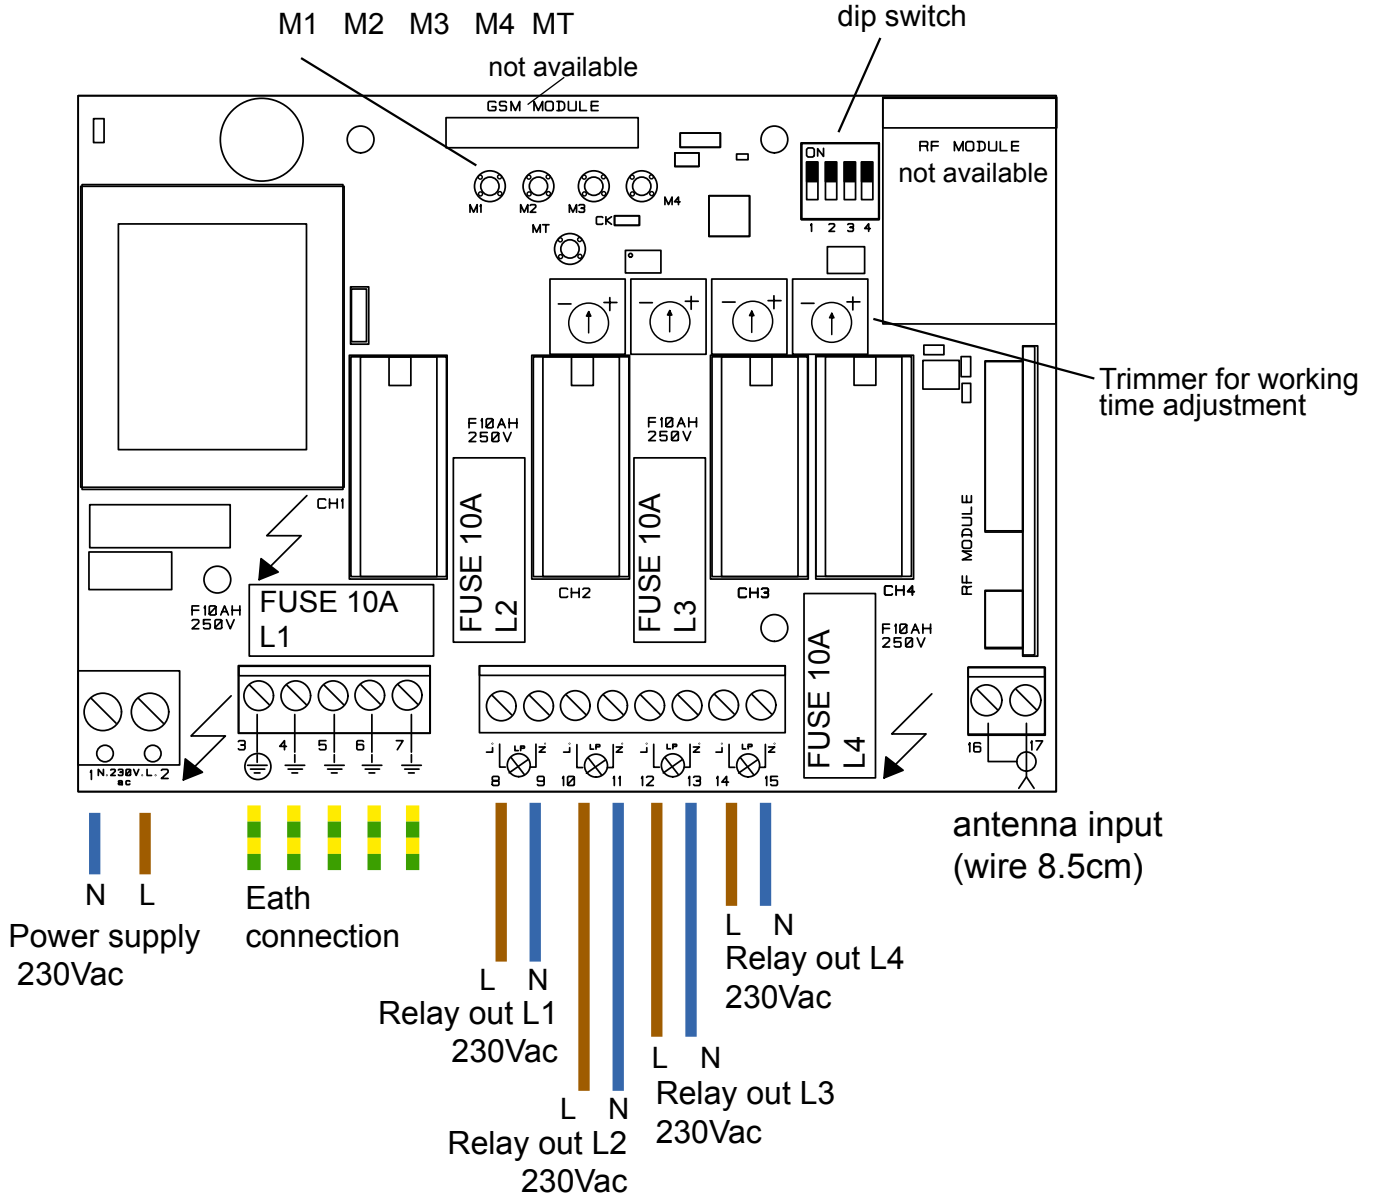 M1 M2 M3 M4 MT
dip switch
not available
GSM MODULE
ON
RF MODULE
not available
M1 M2 M3 M4
CK
MT
1 2 3 4
- + - + - + - +
Trimmer for working
time adjustment
F10AH
250V
F10AH
250V
CH1
FUSE 10A
L2
FUSE 10A
L3
RF MODULE
CH2
CH3
CH4
F10AH
250V
FUSE 10A
L1
FUSE 10A
L4
F10AH
250V
3 4 5 6 7
L. LP N L. LP N L. LP N L. LP N
16 17
1 N.230V.L. 2
ac
8 9 10 11 12 13 14 15
antenna input
(wire 8.5cm)
N L
Power supply
230Vac
Eath
connection
L N
Relay out L1
230Vac
L N
Relay out L4
230Vac
L N
Relay out L3
230Vac
L N
Relay out L2
230Vac